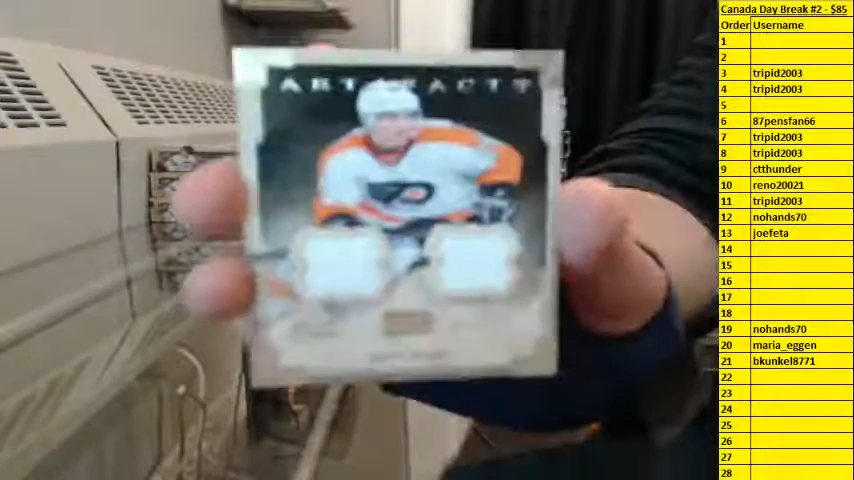 ARTIFACTS
Canada Day Break #2 - $85
Order Username
1
2
3 tripid2003
4 tripid2003
5
6 87pensfan66
7 tripid2003
8 tripid2003
9 ctthunder
10 reno20021
11 tripid2003
12 nohands70
13 joefeta
14
15
16
17
18
19 nohands70
20 maria_eggen
21 bkunkel8771
22
23
24
25
26
27
28